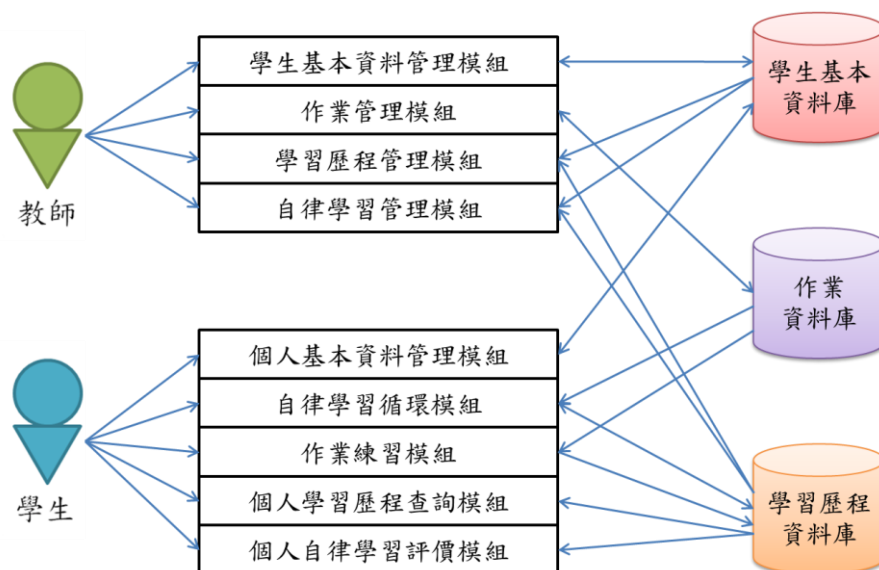 學生基本資料管理模組
作業管理模組
學習歷程管理模組
自律學習管理模組
教師
學生基本
資料庫
作業
資料庫
個人基本資料管理模組
自律學習循環模組
作業練習模組
個人學習歷程查詢模組
個人自律學習評價模組
學生
學習歷程
資料庫